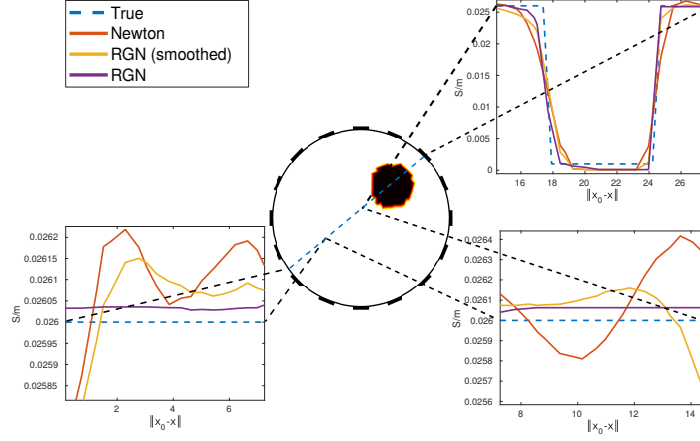 True
Newton
RGN (smoothed)
RGN
0.025
0.02
0.015
0.01
0.005
0
S/m
16 18 20 22 24 26
‖x₀-x‖
0.0262
0.02615
0.0261
0.02605
0.026
0.02595
0.0259
0.02585
S/m
2 4 6
‖x₀-x‖
0.0264
0.0263
0.0262
0.0261
0.026
0.0259
0.0258
0.0257
0.0256
S/m
8 10 12 14
‖x₀-x‖